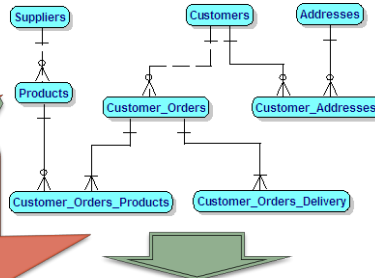 Suppliers
Customers
Addresses
Products
Customer_Orders
Customer_Addresses
Customer_Orders_Products
Customer_Orders_Delivery